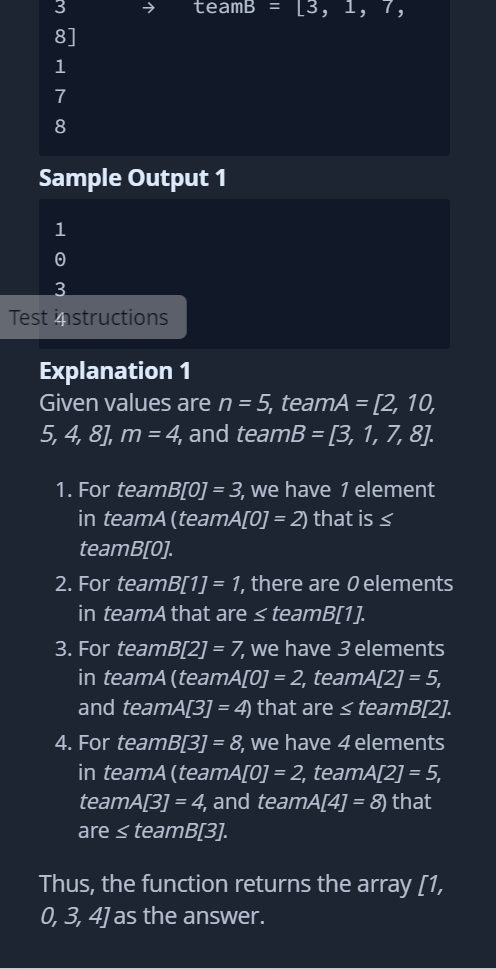 3 → teamB = [3, 1, 7,
8]
1
7
8
Sample Output 1
1
0
3
4
Test instructions
Explanation 1
Given values are n = 5, teamA = [2, 10,
5, 4, 8], m = 4, and teamB = [3, 1, 7, 8].
1. For teamB[0] = 3, we have 1 element
in teamA (teamA[0] = 2) that is ≤
teamB[0].
2. For teamB[1] = 1, there are 0 elements
in teamA that are ≤ teamB[1].
3. For teamB[2] = 7, we have 3 elements
in teamA (teamA[0] = 2, teamA[2] = 5,
and teamA[3] = 4) that are ≤ teamB[2].
4. For teamB[3] = 8, we have 4 elements
in teamA (teamA[0] = 2, teamA[2] = 5,
teamA[3] = 4, and teamA[4] = 8) that
are ≤ teamB[3].
Thus, the function returns the array [1,
0, 3, 4] as the answer.